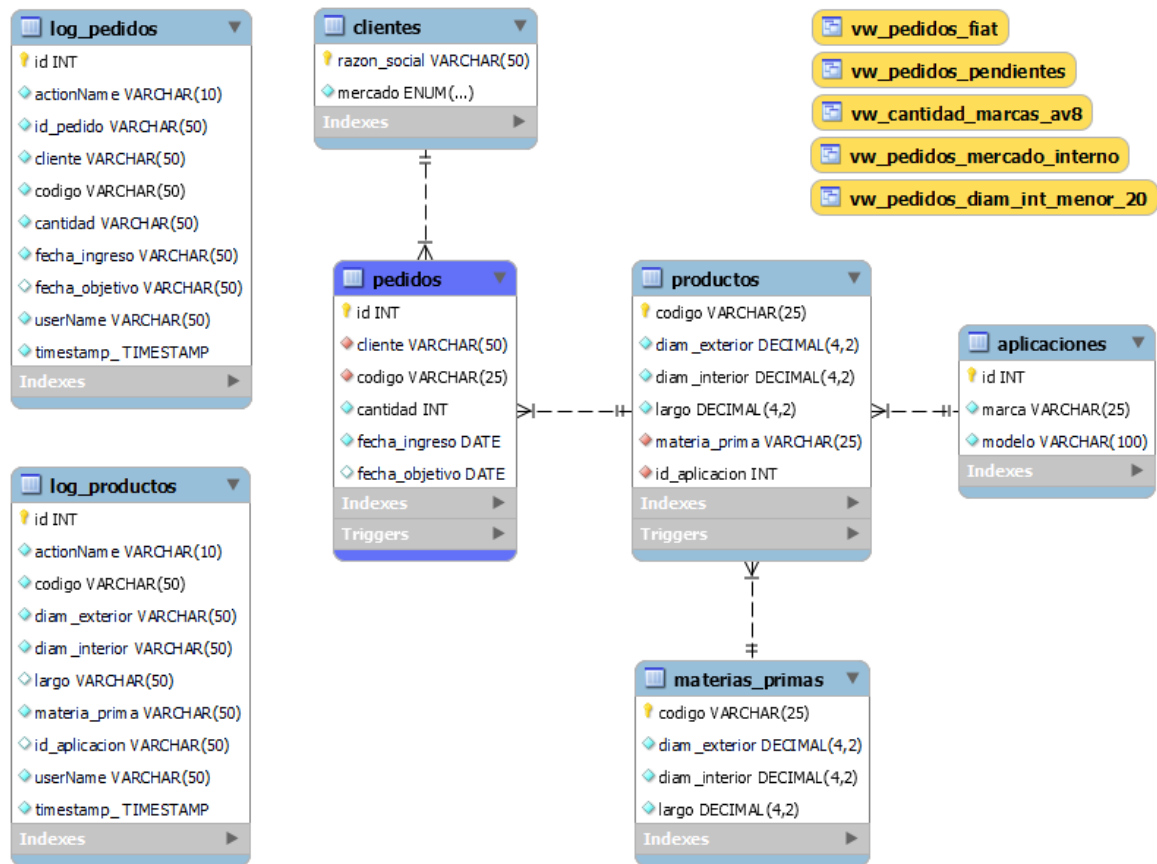 log_pedidos
id INT
actionName VARCHAR(10)
id_pedido VARCHAR(50)
cliente VARCHAR(50)
codigo VARCHAR(50)
cantidad VARCHAR(50)
fecha_ingreso VARCHAR(50)
fecha_objetivo VARCHAR(50)
userName VARCHAR(50)
timestamp_ TIMESTAMP
Indexes
clientes
razon_social VARCHAR(50)
mercado ENUM(...)
Indexes
vw_pedidos_fiat
vw_pedidos_pendientes
vw_cantidad_marcas_av8
vw_pedidos_mercado_interno
vw_pedidos_diam_int_menor_20
pedidos
id INT
cliente VARCHAR(50)
codigo VARCHAR(25)
cantidad INT
fecha_ingreso DATE
fecha_objetivo DATE
Indexes
Triggers
productos
codigo VARCHAR(25)
diam_exterior DECIMAL(4,2)
diam_interior DECIMAL(4,2)
largo DECIMAL(4,2)
materia_prima VARCHAR(25)
id_aplicacion INT
Indexes
Triggers
aplicaciones
id INT
marca VARCHAR(25)
modelo VARCHAR(100)
Indexes
log_productos
id INT
actionName VARCHAR(10)
codigo VARCHAR(50)
diam_exterior VARCHAR(50)
diam_interior VARCHAR(50)
largo VARCHAR(50)
materia_prima VARCHAR(50)
id_aplicacion VARCHAR(50)
userName VARCHAR(50)
timestamp_ TIMESTAMP
Indexes
materias_primas
codigo VARCHAR(25)
diam_exterior DECIMAL(4,2)
diam_interior DECIMAL(4,2)
largo DECIMAL(4,2)
Indexes